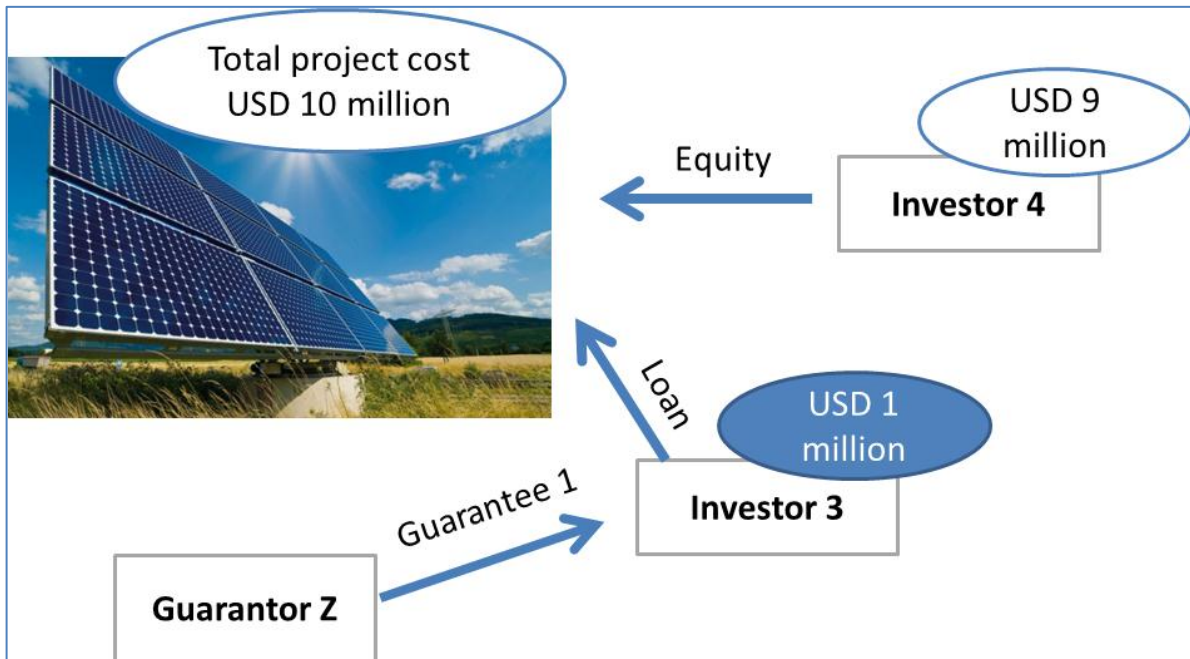 Total project cost
USD 10 million
USD 9
million
Equity
Investor 4
Loan
USD 1
million
Investor 3
Guarantee 1
Guarantor Z